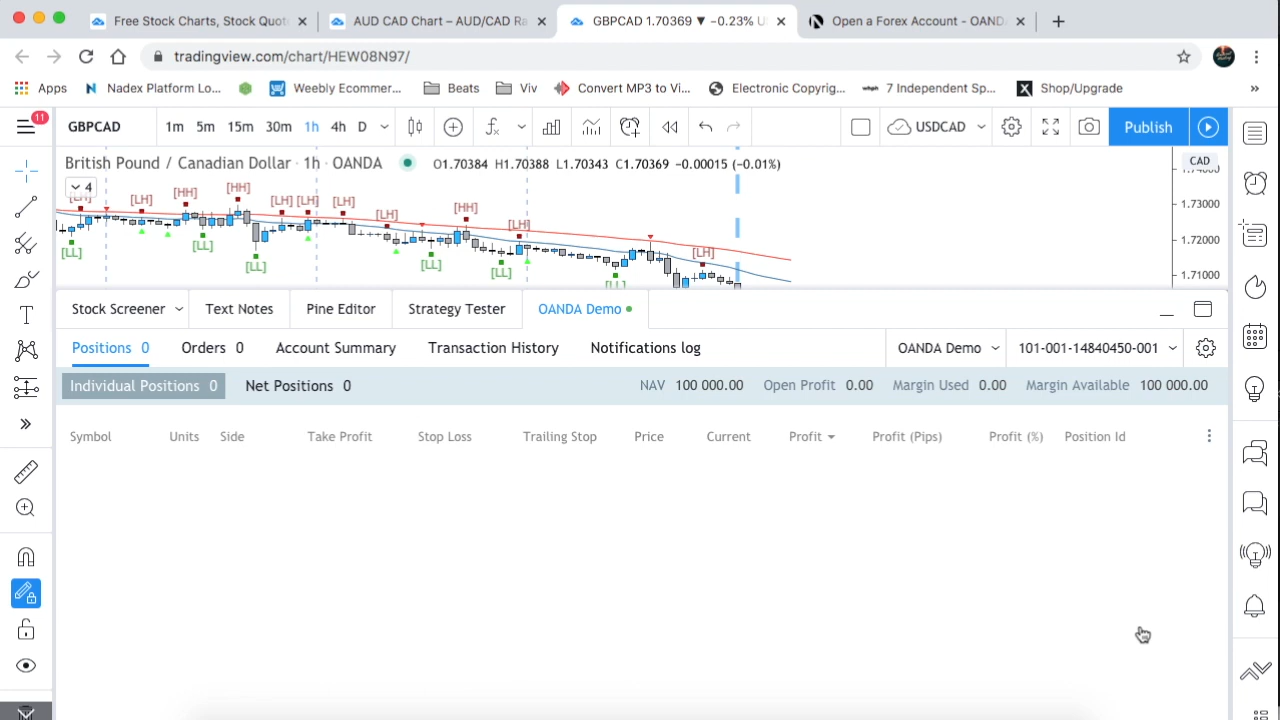 Free Stock Charts, Stock Quot
AUD CAD Chart – AUD/CAD Ra
GBPCAD 1.70369 ▼ −0.23% U
Open a Forex Account - OANDA
tradingview.com/chart/HEW08N97/
Apps
Nadex Platform Lo...
Weebly Ecommer...
Beats
Viv
Convert MP3 to Vi...
Electronic Copyrig...
7 Independent Sp...
Shop/Upgrade
»
11
GBPCAD
1m 5m 15m 30m 1h 4h D
USDCAD
Publish
British Pound / Canadian Dollar · 1h · OANDA
O1.70384 H1.70388 L1.70343 C1.70369 −0.00015 (−0.01%)
CAD
1.74000
4
[LH] [LH] [HH] [HH] [LH] [LH] [LH] [LH] [HH] [LH] [LH]
[LL] [LL] [LL] [LL] [LL] [LL]
1.73000
1.72000
1.71000
Stock Screener
Text Notes
Pine Editor
Strategy Tester
OANDA Demo
Positions 0
Orders 0
Account Summary
Transaction History
Notifications log
OANDA Demo
101-001-14840450-001
Individual Positions 0
Net Positions 0
NAV 100 000.00
Open Profit 0.00
Margin Used 0.00
Margin Available 100 000.00
Symbol
Units
Side
Take Profit
Stop Loss
Trailing Stop
Price
Current
Profit
Profit (Pips)
Profit (%)
Position Id